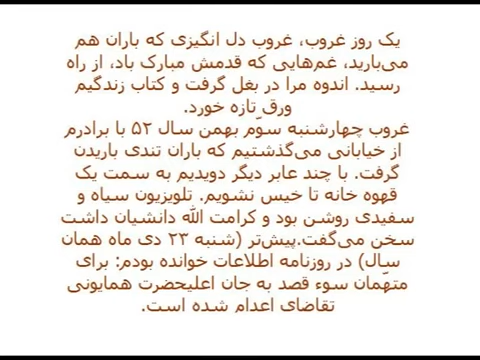 یک روز غروب، غروب دل انگیزی که باران هم
می‌بارید، غم‌هایی که قدمش مبارک باد، از راه
رسید. اندوه مرا در بغل گرفت و کتاب زندگیم
ورق ِتازه خورد.
غروب چهارشنبه سوّم بهمن سال ۵۲ با برادرم
از خیابانی می‌گذشتیم که باران تندی باریدن
گرفت. با چند عابر دیگر دویدیم به سمت یک
قهوه خانه تا خیس نشویم. تلویزیون سیاه و
سفیدی روشن بود و کرامت الله دانشیان داشت
سخن می‌گفت.پیش‌تر (شنبه ۲۳ دی ماه همان
سال) در روزنامه اطلاعات خوانده بودم: برای
متهمان سوء قصد به جان اعلیحضرت همایونی
تقاضای اعدام شده است.